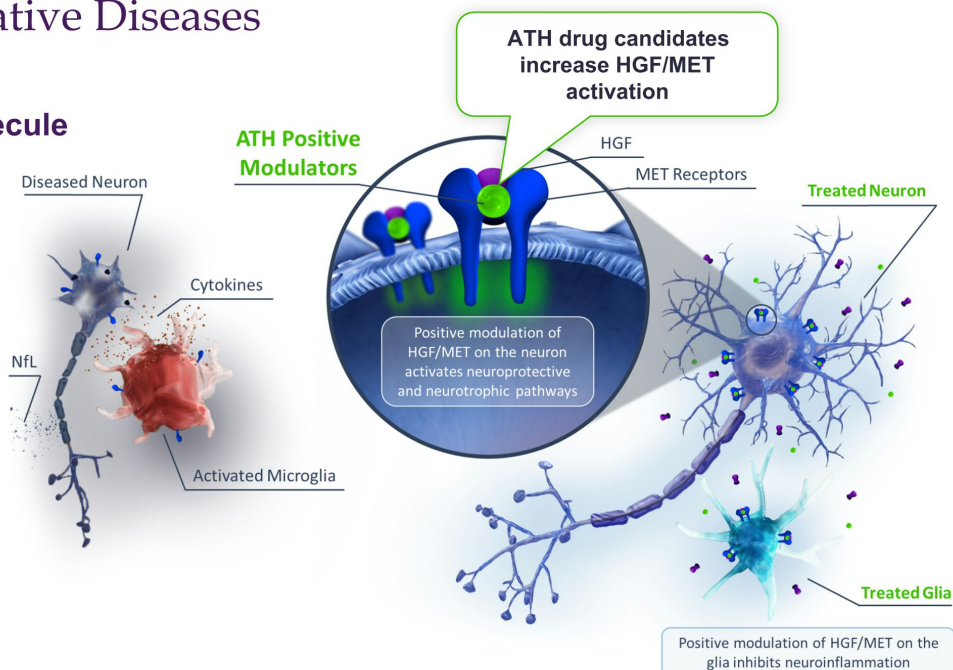 ative Diseases
ecule
ATH drug candidates
increase HGF/MET
activation
ATH Positive
Modulators
HGF
MET Receptors
Diseased Neuron
Treated Neuron
Cytokines
NfL
Positive modulation of
HGF/MET on the neuron
activates neuroprotective
and neurotrophic pathways
Activated Microglia
Treated Glia
Positive modulation of HGF/MET on the
glia inhibits neuroinflammation